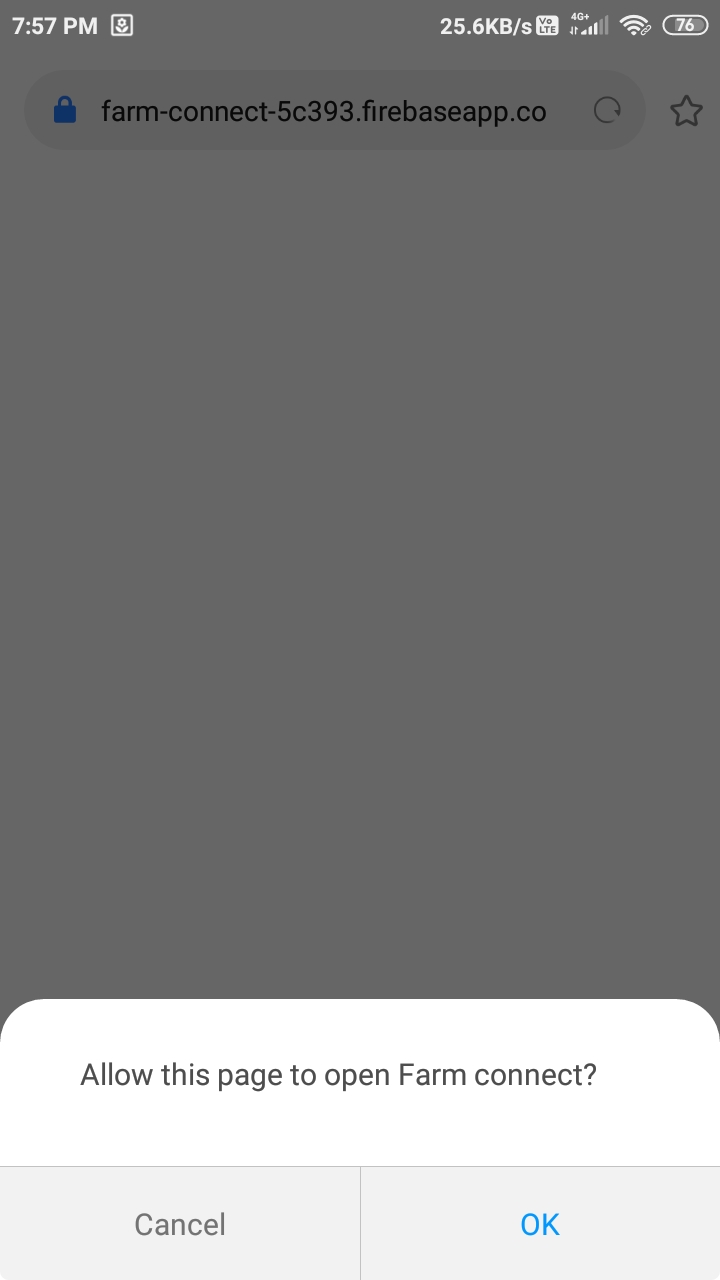 7:57 PM 25.6KB/s Vo LTE 4G+ 76
farm-connect-5c393.firebaseapp.co
Allow this page to open Farm connect?
Cancel OK